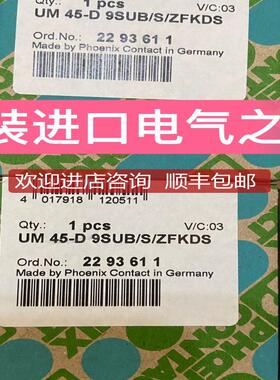 Qty.: 1 pcs V/C:03
UM 45-D 9SUB/S/ZFKDS
Ord.No.: 22 93 61 1
Made by Phoenix Contact in Germany
装进口电气之
欢迎进店咨询 顺丰包邮
4 017918 120511
Qty.: 1 pcs V/C:03
UM 45-D 9SUB/S/ZFKDS
Ord.No.: 22 93 61 1
Made by Phoenix Contact in Germany